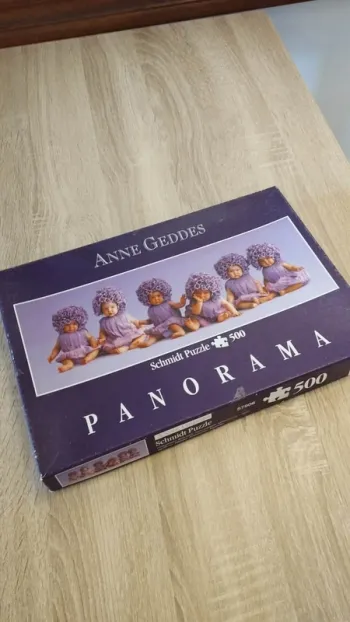 ANNE GEDDES
Schmidt Puzzle 500
PANORAMA
Schmidt Puzzle
500